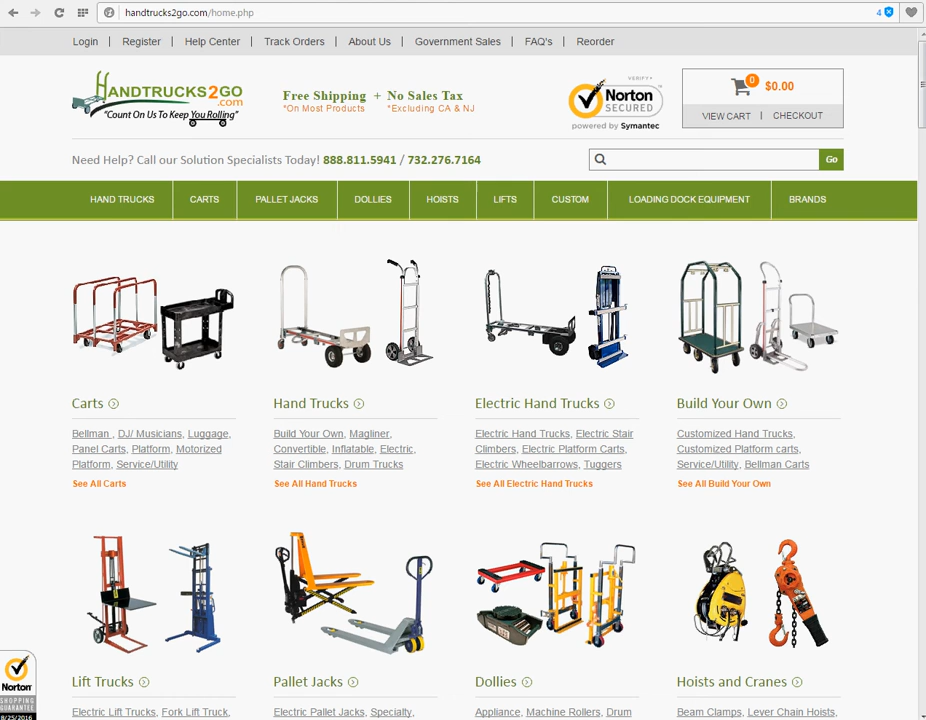 handtrucks2go.com/home.php
4
Login | Register | Help Center | Track Orders | About Us | Government Sales | FAQ's | Reorder
HANDTRUCKS2GO
.com
"Count On Us To Keep You Rolling"
Free Shipping + No Sales Tax
*On Most Products *Excluding CA & NJ
VERIFY›
Norton
SECURED
powered by Symantec
0 $0.00
VIEW CART | CHECKOUT
Need Help? Call our Solution Specialists Today! 888.811.5941 / 732.276.7164
Go
HAND TRUCKS CARTS PALLET JACKS DOLLIES HOISTS LIFTS CUSTOM LOADING DOCK EQUIPMENT BRANDS
Carts
Bellman , DJ/ Musicians, Luggage,
Panel Carts, Platform, Motorized
Platform, Service/Utility
See All Carts
Hand Trucks
Build Your Own, Magliner,
Convertible, Inflatable, Electric,
Stair Climbers, Drum Trucks
See All Hand Trucks
Electric Hand Trucks
Electric Hand Trucks, Electric Stair
Climbers, Electric Platform Carts,
Electric Wheelbarrows, Tuggers
See All Electric Hand Trucks
Build Your Own
Customized Hand Trucks,
Customized Platform carts,
Service/Utility, Bellman Carts
See All Build Your Own
Lift Trucks
Electric Lift Trucks, Fork Lift Truck,
Pallet Jacks
Electric Pallet Jacks, Specialty,
Dollies
Appliance, Machine Rollers, Drum
Hoists and Cranes
Beam Clamps, Lever Chain Hoists,
Norton
SHOPPING
GUARANTEE
8/25/2016